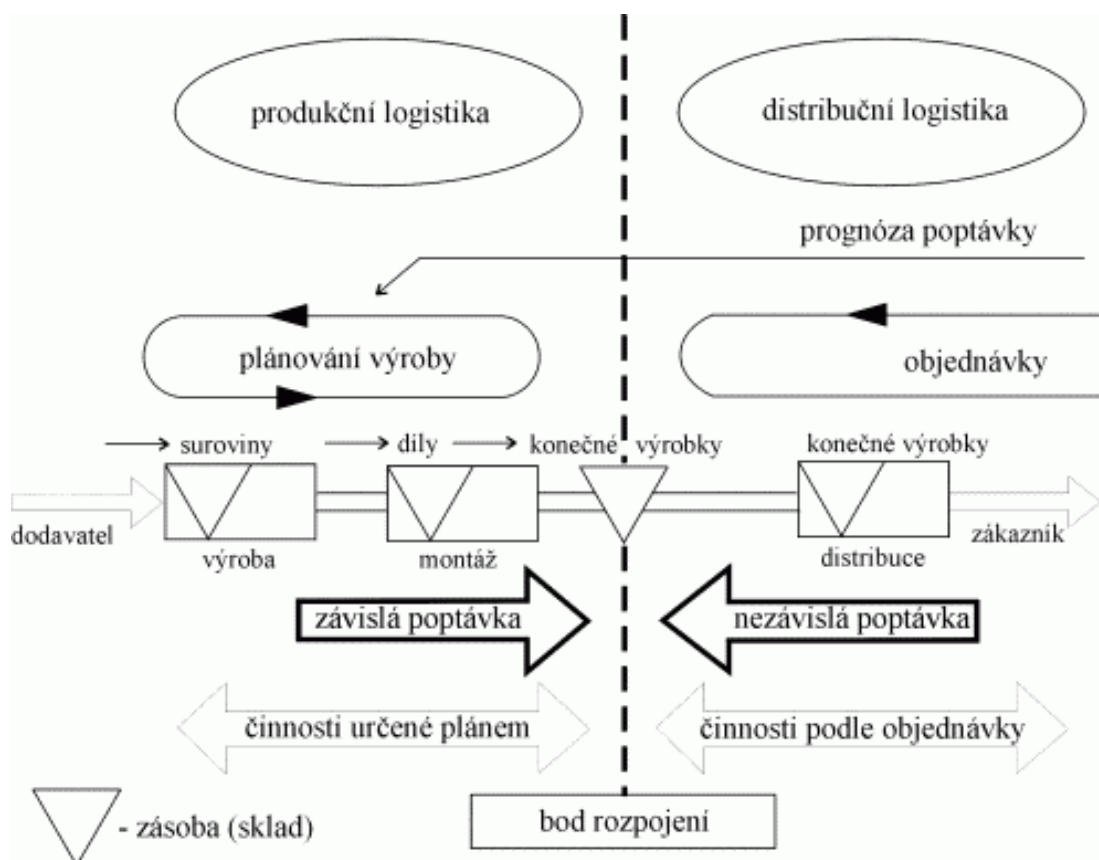 produkční logistika
distribuční logistika
prognóza poptávky
plánování výroby
objednávky
suroviny
díly
konečné výrobky
konečné výrobky
dodavatel
výroba
montáž
distribuce
zákazník
závislá poptávka
nezávislá poptávka
činnosti určené plánem
činnosti podle objednávky
- zásoba (sklad)
bod rozpojení